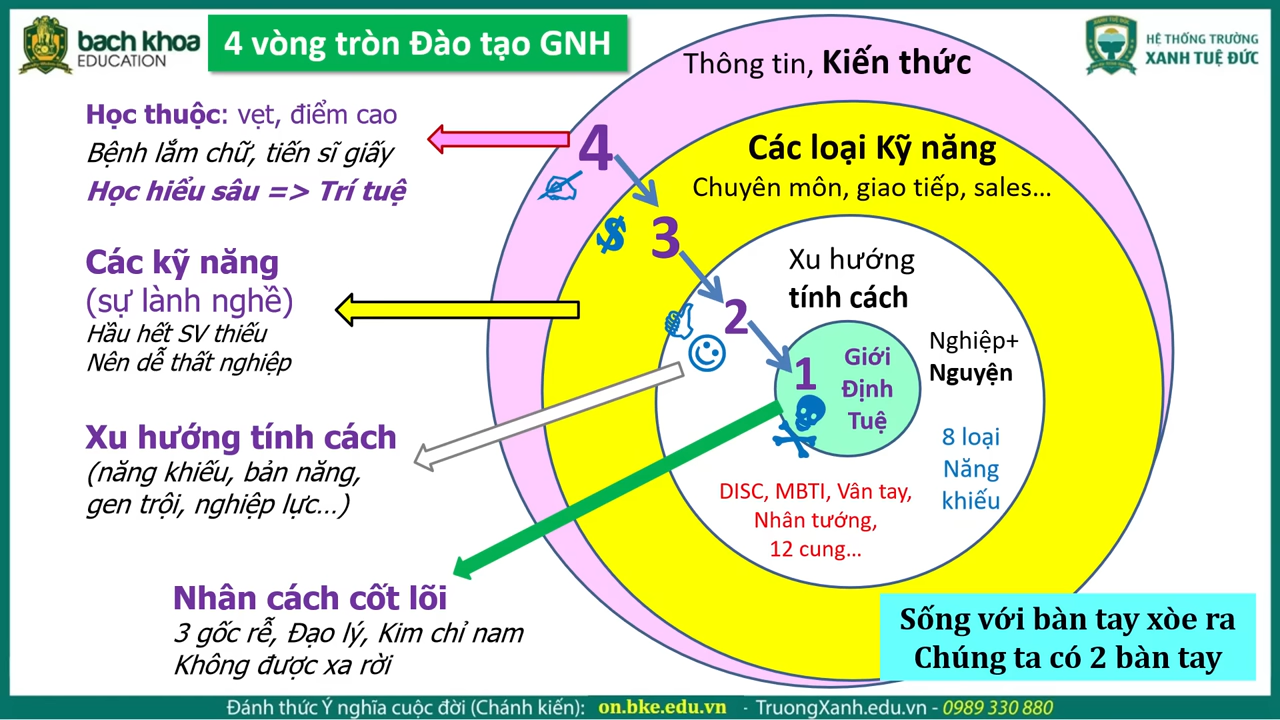 bach khoa
EDUCATION
4 vòng tròn Đào tạo GNH
HỆ THỐNG TRƯỜNG
XANH TUỆ ĐỨC
Thông tin, Kiến thức
Học thuộc: vẹt, điểm cao
Bệnh lắm chữ, tiến sĩ giấy
Học hiểu sâu => Trí tuệ
4
Các loại Kỹ năng
Chuyên môn, giao tiếp, sales...
$
3
Các kỹ năng
(sự lành nghề)
Hầu hết SV thiếu
Nên dễ thất nghiệp
Xu hướng
tính cách
2
1
Giới
Định
Tuệ
Nghiệp+
Nguyện
8 loại
Năng
khiếu
Xu hướng tính cách
(năng khiếu, bản năng,
gen trội, nghiệp lực...)
DISC, MBTI, Vân tay,
Nhân tướng,
12 cung...
Nhân cách cốt lõi
3 gốc rễ, Đạo lý, Kim chỉ nam
Không được xa rời
Sống với bàn tay xòe ra
Chúng ta có 2 bàn tay
Đánh thức Ý nghĩa cuộc đời (Chánh kiến): on.bke.edu.vn - TruongXanh.edu.vn - 0989 330 880